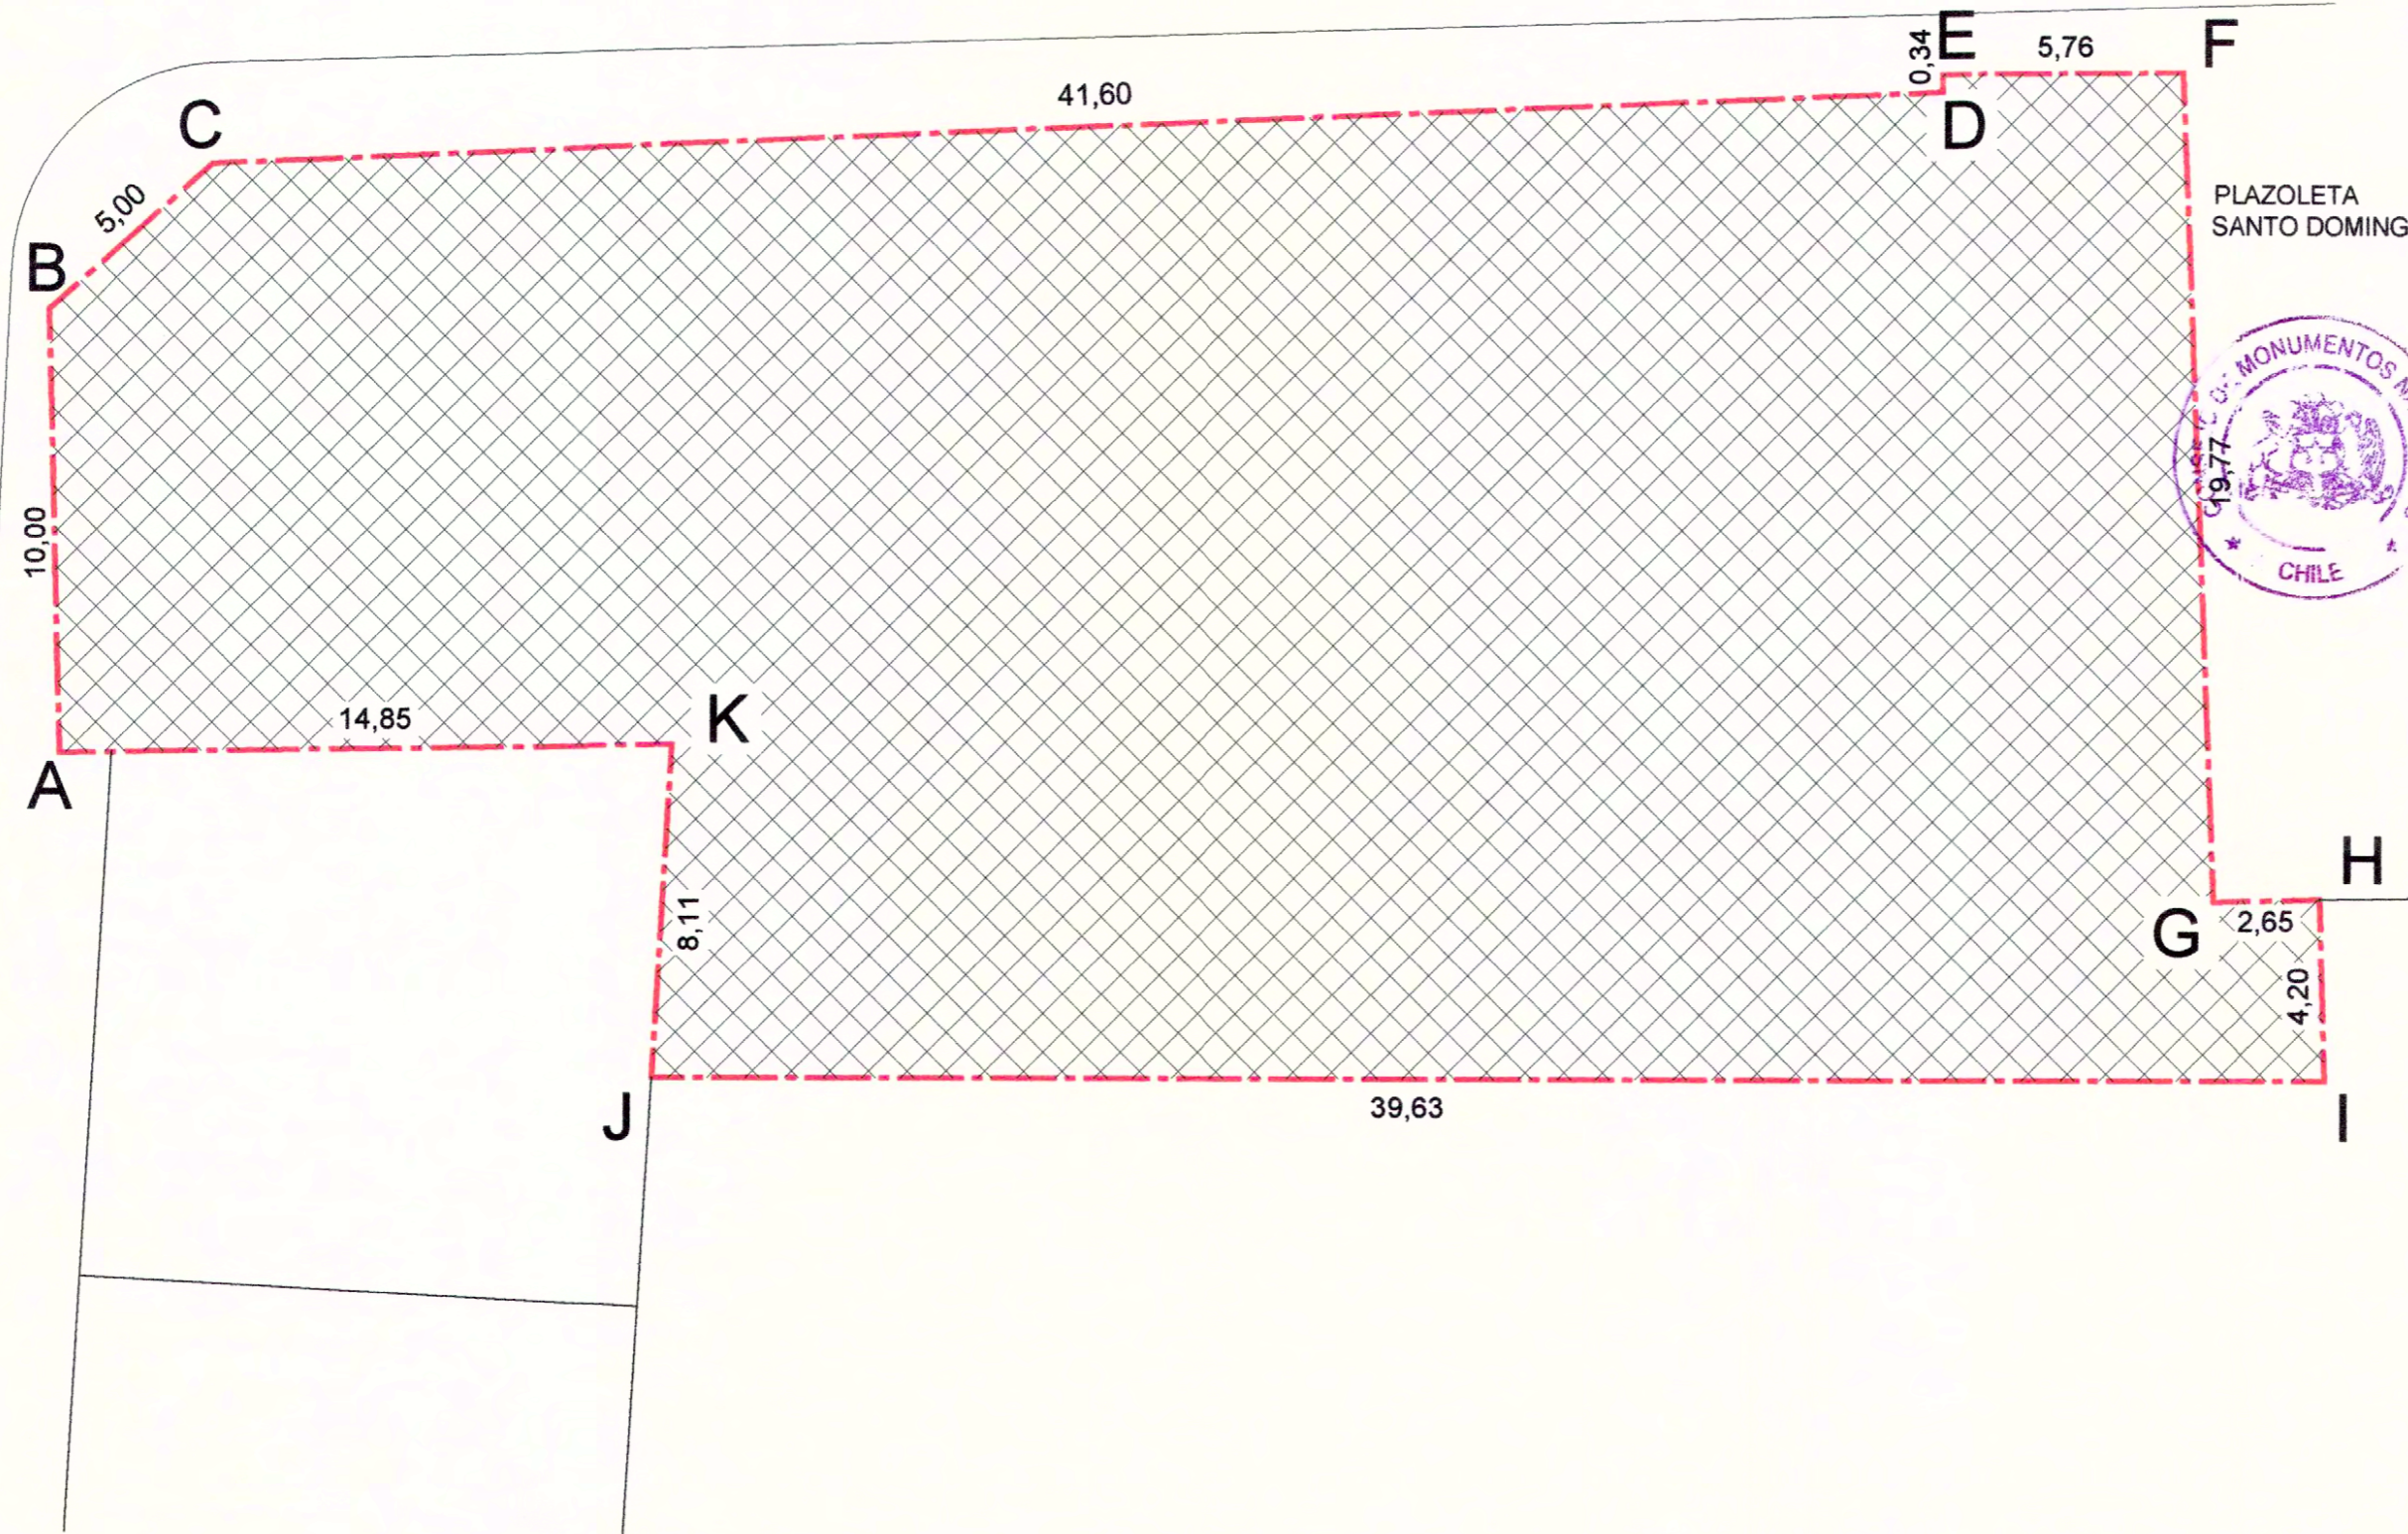 E
F
0,34
5,76
41,60
C
D
5,00
PLAZOLETA
SANTO DOMING
B
MONUMENTOS
19,77
10,00
CHILE
K
14,85
A
H
8,11
G
2,65
4,20
J
39,63
I